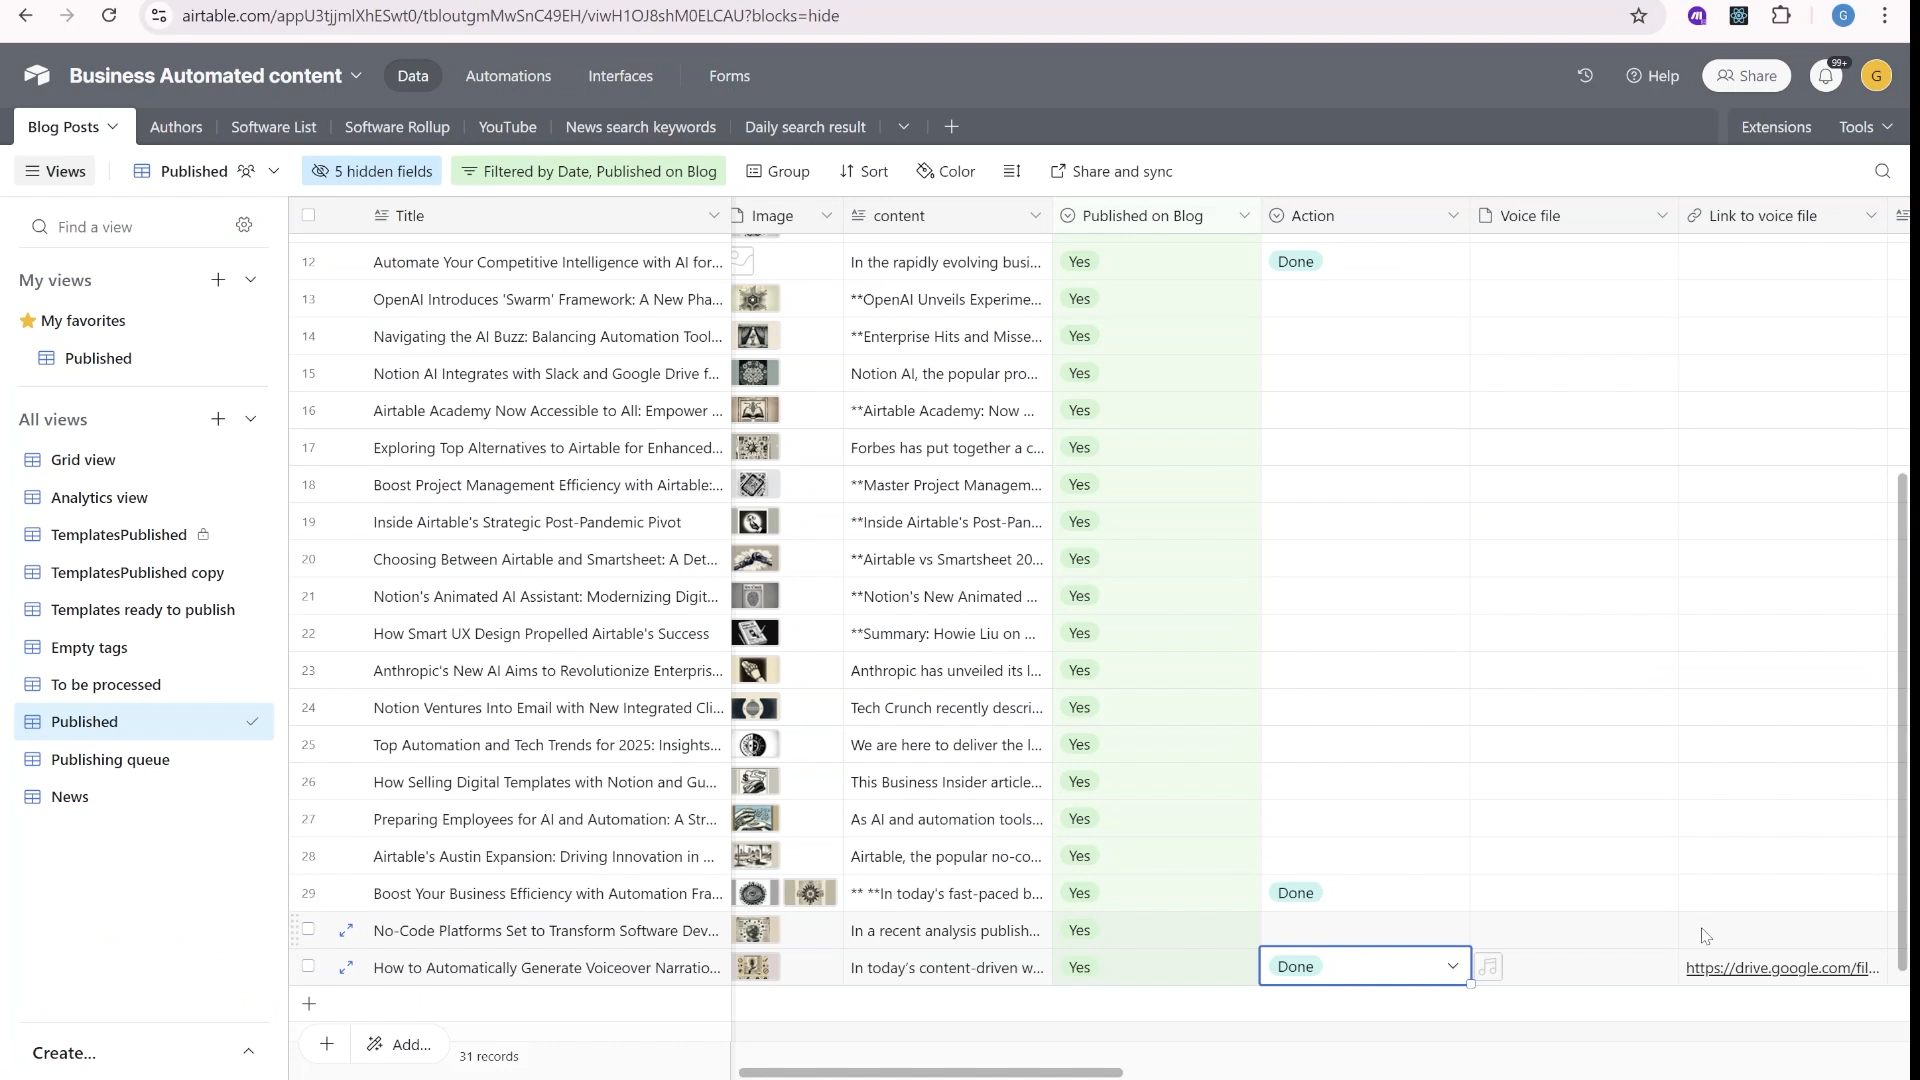 airtable.com/appU3tjjmlXhESwt0/tbloutgmMwSnC49EH/viwH1OJ8shM0ELCAU?blocks=hide
G
Business Automated content
Data
Automations
Interfaces
Forms
Help
Share
99+
G
Blog Posts
Authors
Software List
Software Rollup
YouTube
News search keywords
Daily search result
Extensions
Tools
Views
Published
5 hidden fields
Filtered by Date, Published on Blog
Group
Sort
Color
Share and sync
Find a view
My views
My favorites
Published
All views
Grid view
Analytics view
TemplatesPublished
TemplatesPublished copy
Templates ready to publish
Empty tags
To be processed
Published
Publishing queue
News
Create...
Title Image content Published on Blog Action Voice file Link to voice file
12 Automate Your Competitive Intelligence with AI for... In the rapidly evolving busi... Yes Done
13 OpenAI Introduces 'Swarm' Framework: A New Pha... **OpenAI Unveils Experime... Yes
14 Navigating the AI Buzz: Balancing Automation Tool... **Enterprise Hits and Misse... Yes
15 Notion AI Integrates with Slack and Google Drive f... Notion AI, the popular pro... Yes
16 Airtable Academy Now Accessible to All: Empower ... **Airtable Academy: Now ... Yes
17 Exploring Top Alternatives to Airtable for Enhanced... Forbes has put together a c... Yes
18 Boost Project Management Efficiency with Airtable:... **Master Project Managem... Yes
19 Inside Airtable's Strategic Post-Pandemic Pivot **Inside Airtable's Post-Pan... Yes
20 Choosing Between Airtable and Smartsheet: A Det... **Airtable vs Smartsheet 20... Yes
21 Notion's Animated AI Assistant: Modernizing Digit... **Notion's New Animated ... Yes
22 How Smart UX Design Propelled Airtable's Success **Summary: Howie Liu on ... Yes
23 Anthropic's New AI Aims to Revolutionize Enterpris... Anthropic has unveiled its l... Yes
24 Notion Ventures Into Email with New Integrated Cli... Tech Crunch recently descri... Yes
25 Top Automation and Tech Trends for 2025: Insights... We are here to deliver the l... Yes
26 How Selling Digital Templates with Notion and Gu... This Business Insider article... Yes
27 Preparing Employees for AI and Automation: A Str... As AI and automation tools... Yes
28 Airtable's Austin Expansion: Driving Innovation in ... Airtable, the popular no-co... Yes
29 Boost Your Business Efficiency with Automation Fra... ** **In today's fast-paced b... Yes Done
No-Code Platforms Set to Transform Software Dev... In a recent analysis publish... Yes
How to Automatically Generate Voiceover Narratio... In today's content-driven w... Yes Done https://drive.google.com/fil...
Add...
31 records